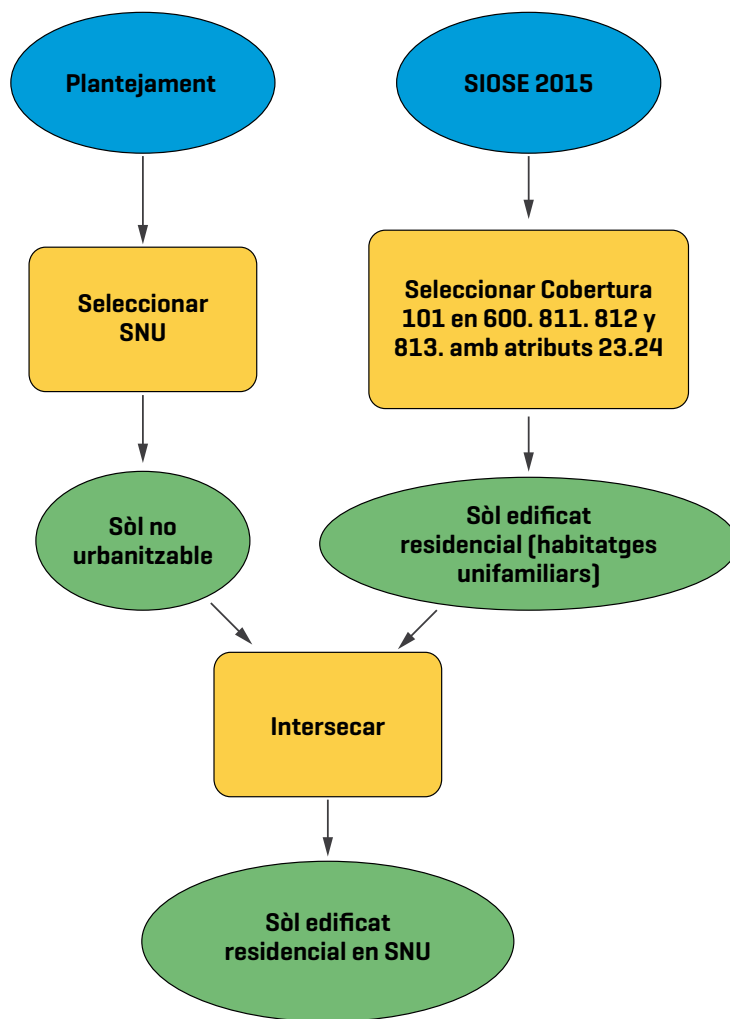 Plantejament
SIOSE 2015
Seleccionar
SNU
Seleccionar Cobertura
101 en 600. 811. 812 y
813. amb atributs 23.24
Sòl no
urbanitzable
Sòl edificat
residencial (habitatges
unifamiliars)
Intersecar
Sòl edificat
residencial en SNU